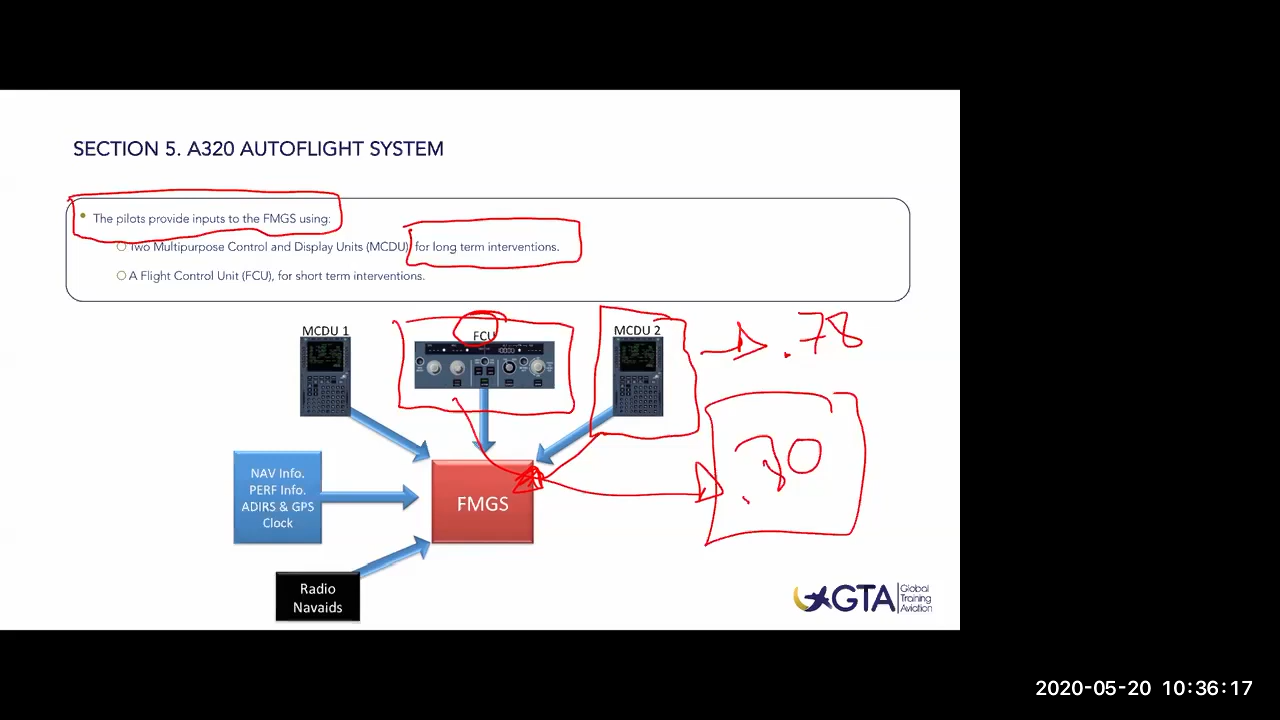 SECTION 5. A320 AUTOFLIGHT SYSTEM
The pilots provide inputs to the FMGS using:
Two Multipurpose Control and Display Units (MCDU), for long term interventions.
A Flight Control Unit (FCU), for short term interventions.
MCDU 1
FCU
MCDU 2
.78
.30
NAV Info.
PERF Info.
ADIRS & GPS
Clock
FMGS
Radio
Navaids
GTA
Global
Training
Aviation
2020-05-20 10:36:17